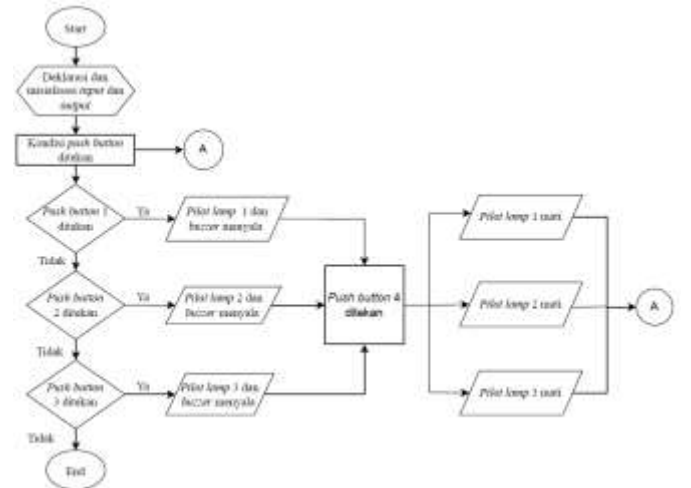 Start
Deklarasi dan
inisialisasi input dan
output
Kondisi push button
ditekan
A
Push button 1
ditekan
Ya
Pilot lamp 1 dan
buzzer menyala
Tidak
Push button
2 ditekan
Ya
Pilot lamp 2 dan
buzzer menyala
Tidak
Push button
3 ditekan
Ya
Pilot lamp 3 dan
buzzer menyala
Tidak
End
Push button 4
ditekan
Pilot lamp 1 mati
Pilot lamp 2 mati
Pilot lamp 3 mati
A